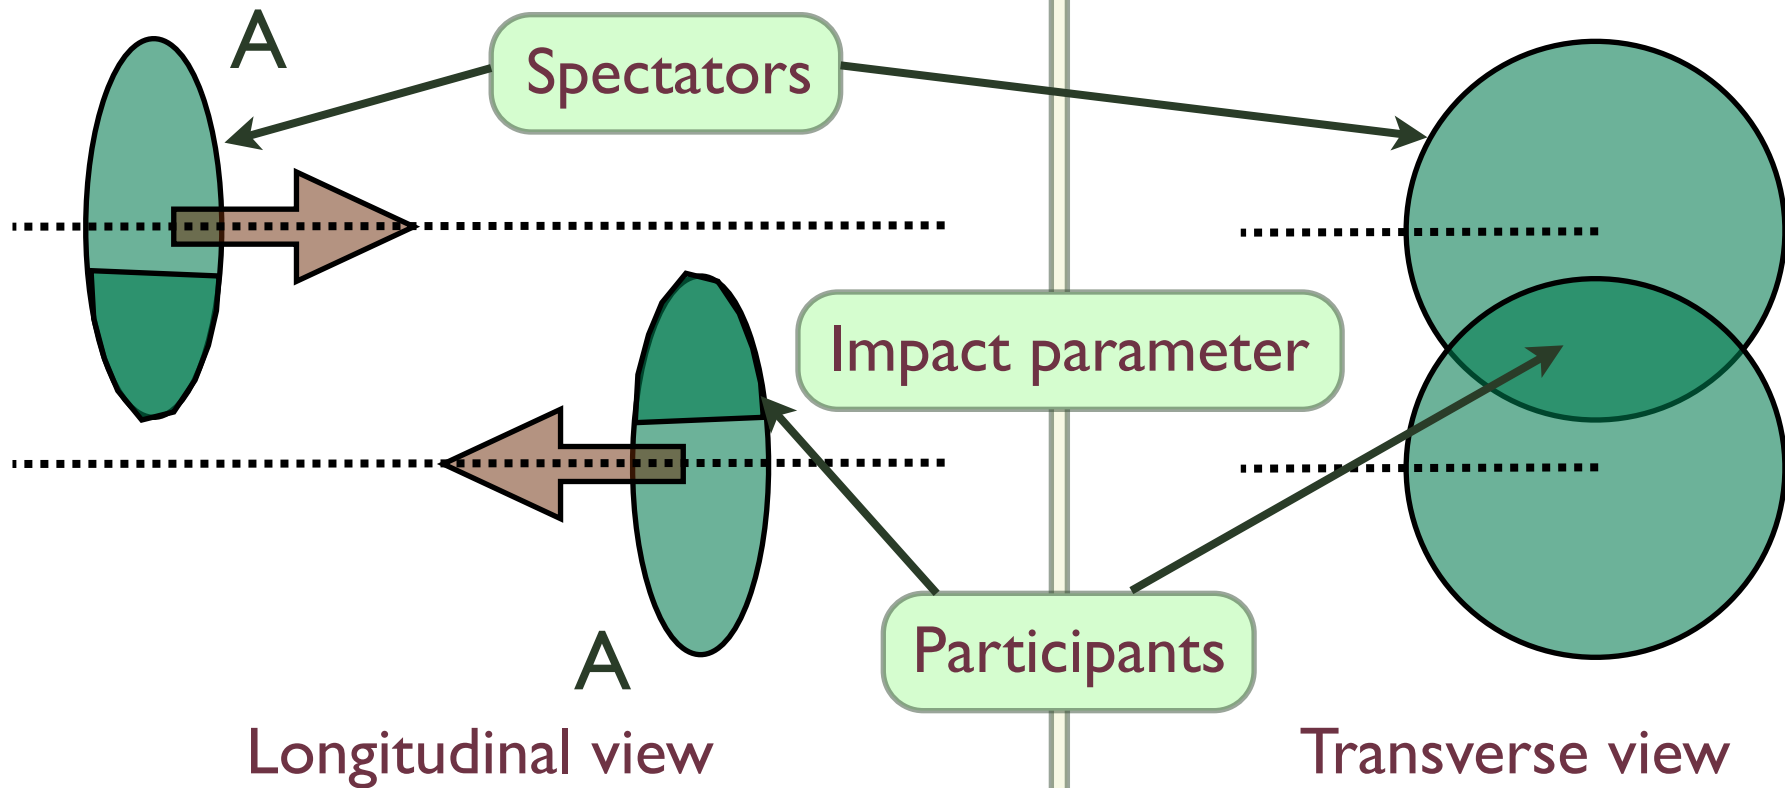 A
Spectators
Impact parameter
A
Participants
Longitudinal view
Transverse view